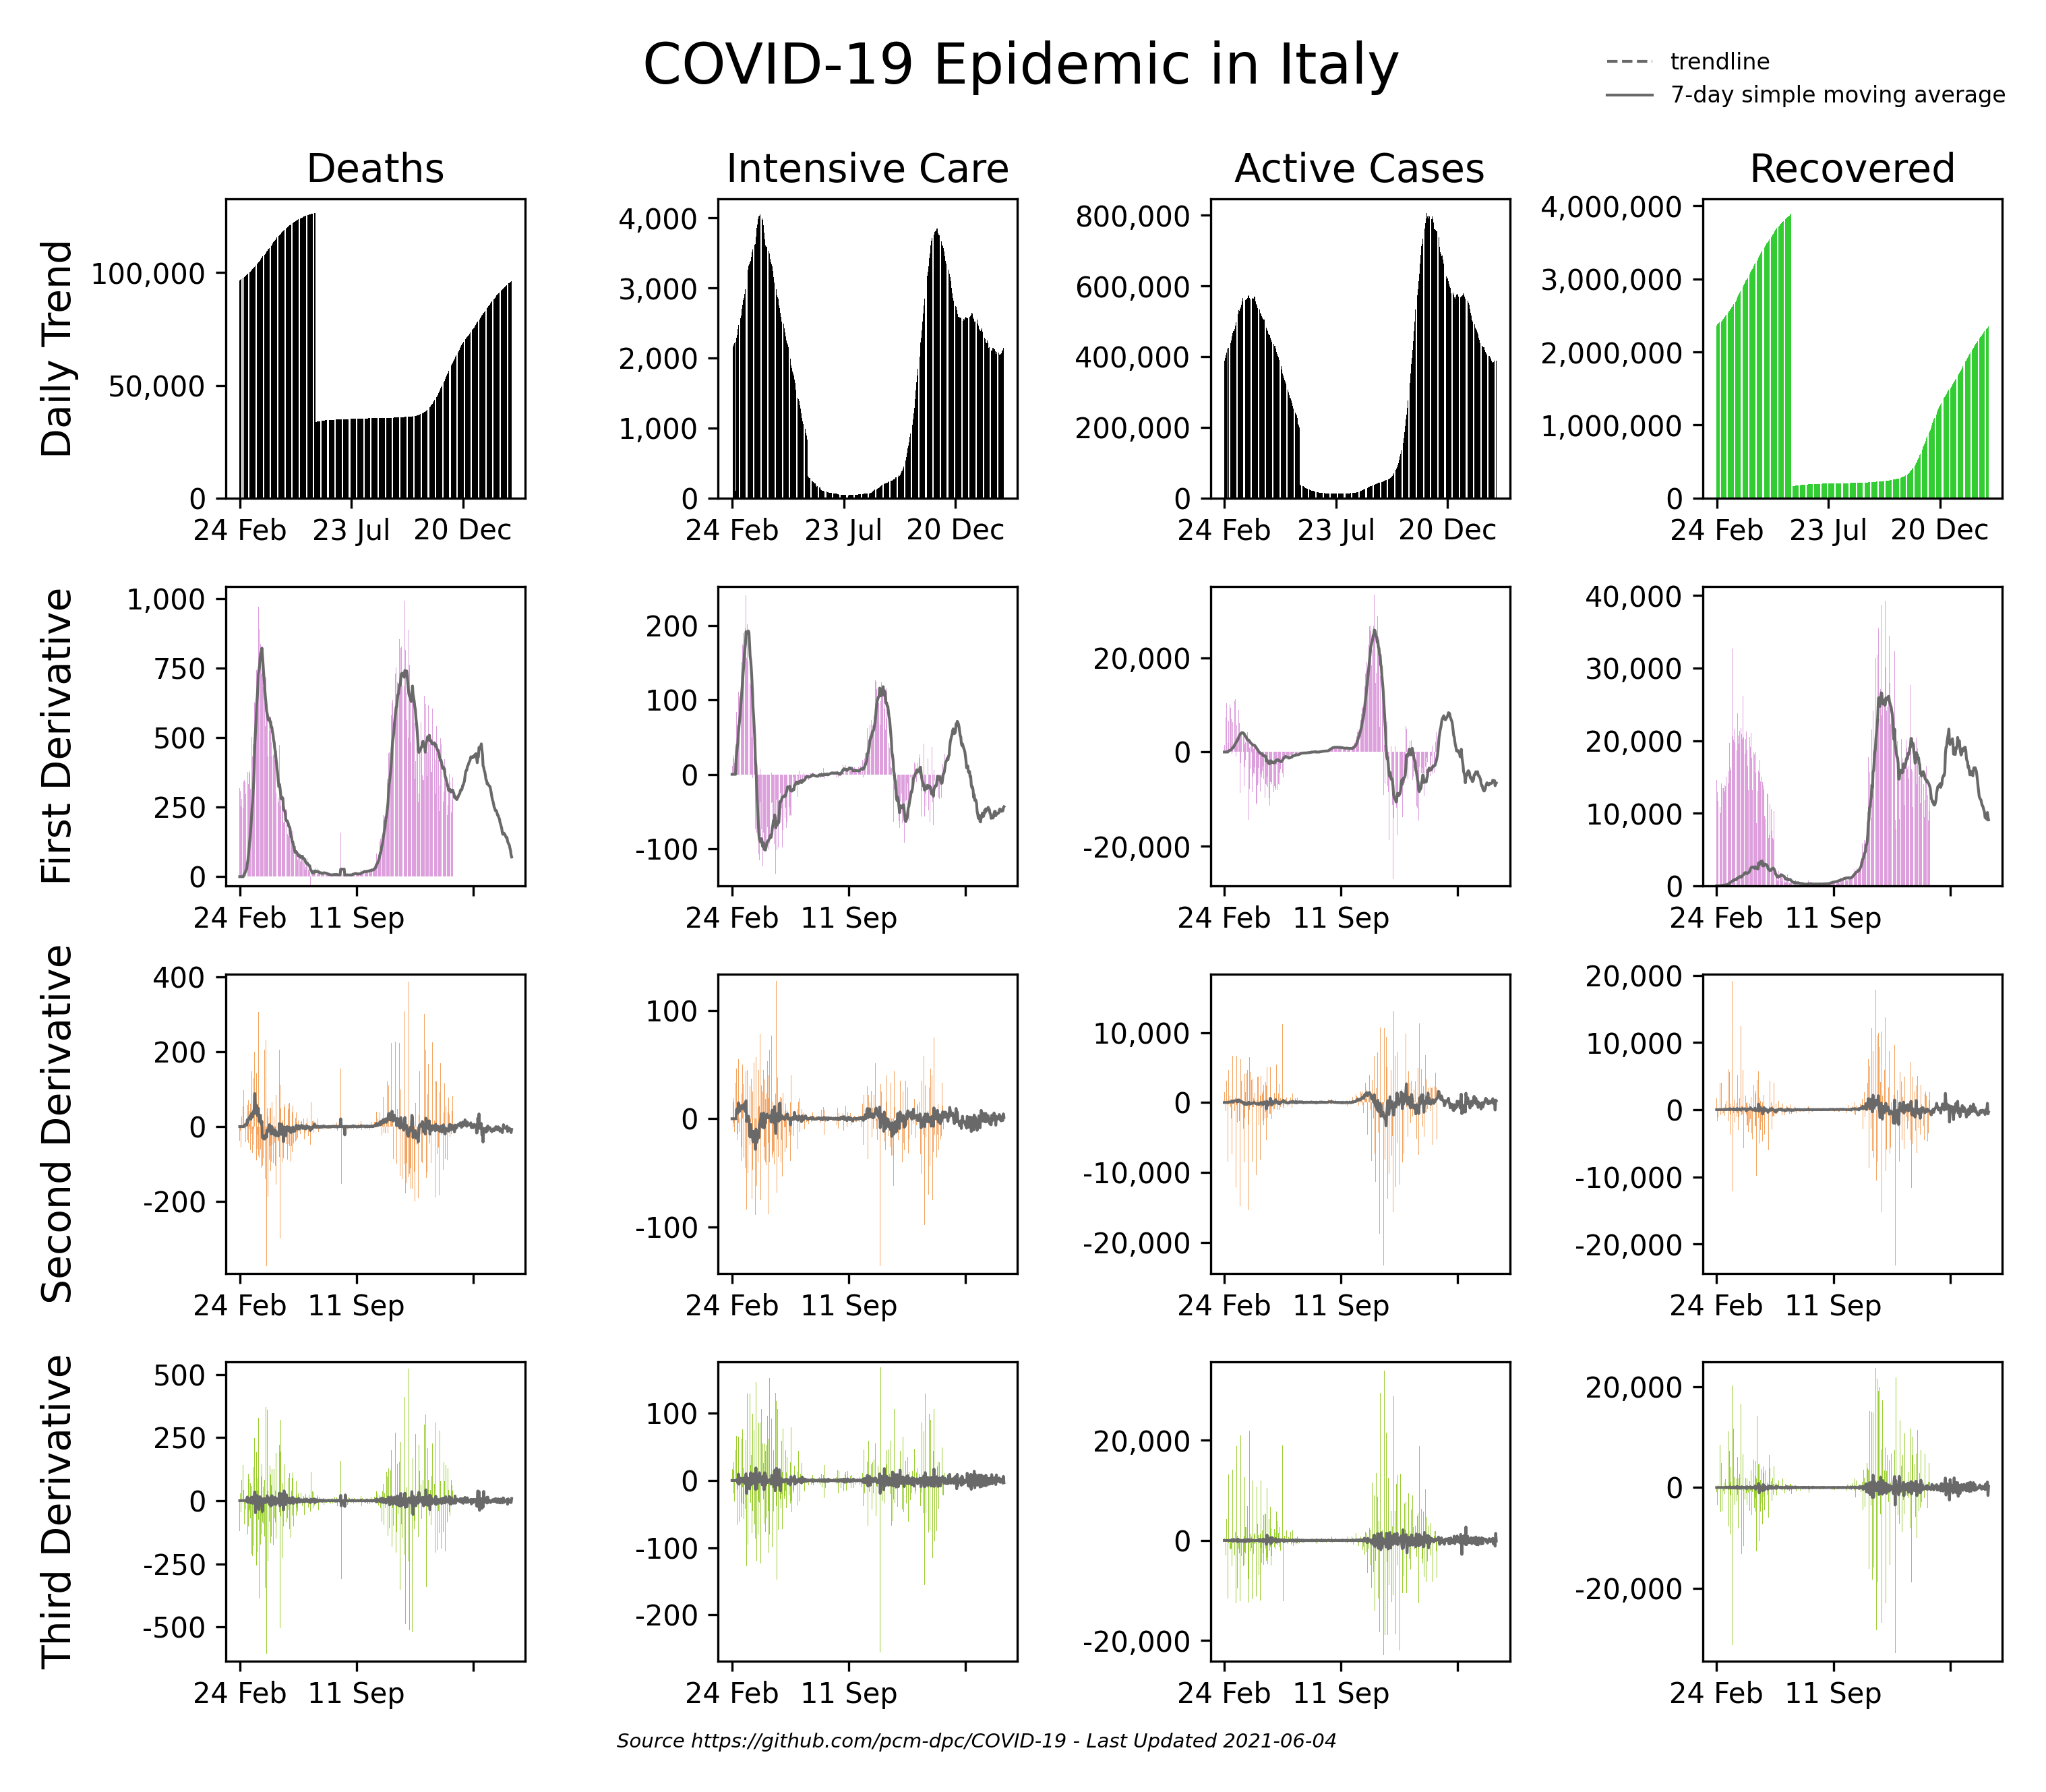 COVID-19 Epidemic in Italy
trendline
7-day simple moving average
Deaths
Intensive Care
Active Cases
Recovered
Daily Trend
100,000
50,000
0
24 Feb
23 Jul
20 Dec
4,000
3,000
2,000
1,000
0
24 Feb
23 Jul
20 Dec
800,000
600,000
400,000
200,000
0
24 Feb
23 Jul
20 Dec
4,000,000
3,000,000
2,000,000
1,000,000
0
24 Feb
23 Jul
20 Dec
First Derivative
1,000
750
500
250
0
24 Feb
11 Sep
200
100
0
-100
24 Feb
11 Sep
20,000
0
-20,000
24 Feb
11 Sep
40,000
30,000
20,000
10,000
0
24 Feb
11 Sep
Second Derivative
400
200
0
-200
24 Feb
11 Sep
100
0
-100
24 Feb
11 Sep
10,000
0
-10,000
-20,000
24 Feb
11 Sep
20,000
10,000
0
-10,000
-20,000
24 Feb
11 Sep
Third Derivative
500
250
0
-250
-500
24 Feb
11 Sep
100
0
-100
-200
24 Feb
11 Sep
20,000
0
-20,000
24 Feb
11 Sep
20,000
0
-20,000
24 Feb
11 Sep
Source https://github.com/pcm-dpc/COVID-19 - Last Updated 2021-06-04